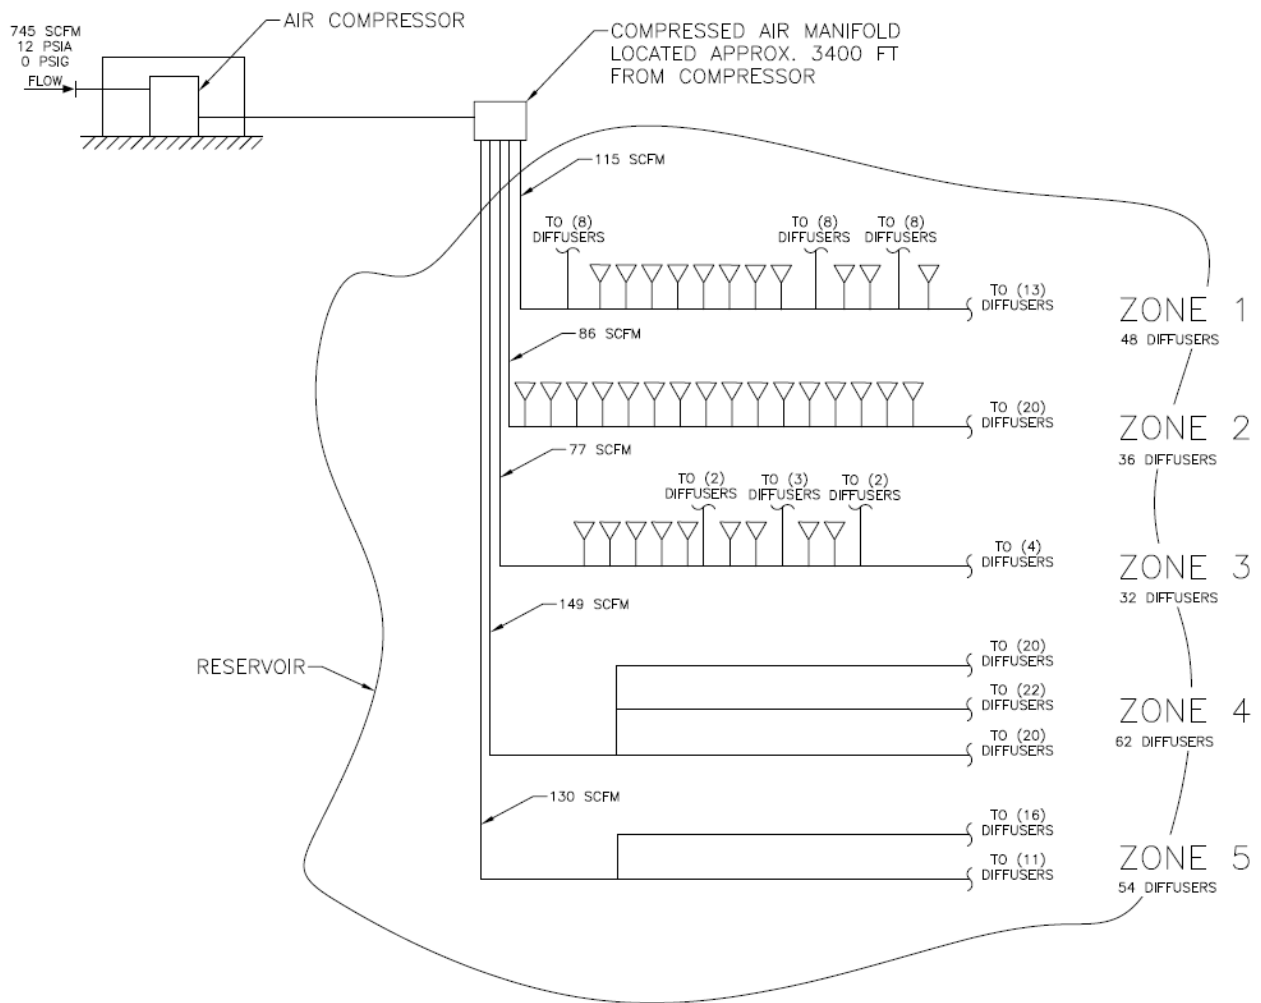 745 SCFM
12 PSIA
0 PSIG
FLOW
AIR COMPRESSOR
COMPRESSED AIR MANIFOLD
LOCATED APPROX. 3400 FT
FROM COMPRESSOR
115 SCFM
TO (8)
DIFFUSERS
TO (8)
DIFFUSERS
TO (8)
DIFFUSERS
TO (13)
DIFFUSERS
ZONE 1
48 DIFFUSERS
86 SCFM
TO (20)
DIFFUSERS
ZONE 2
36 DIFFUSERS
77 SCFM
TO (2)
DIFFUSERS
TO (3)
DIFFUSERS
TO (2)
DIFFUSERS
TO (4)
DIFFUSERS
ZONE 3
32 DIFFUSERS
149 SCFM
RESERVOIR
TO (20)
DIFFUSERS
TO (22)
DIFFUSERS
TO (20)
DIFFUSERS
ZONE 4
62 DIFFUSERS
130 SCFM
TO (16)
DIFFUSERS
TO (11)
DIFFUSERS
ZONE 5
54 DIFFUSERS